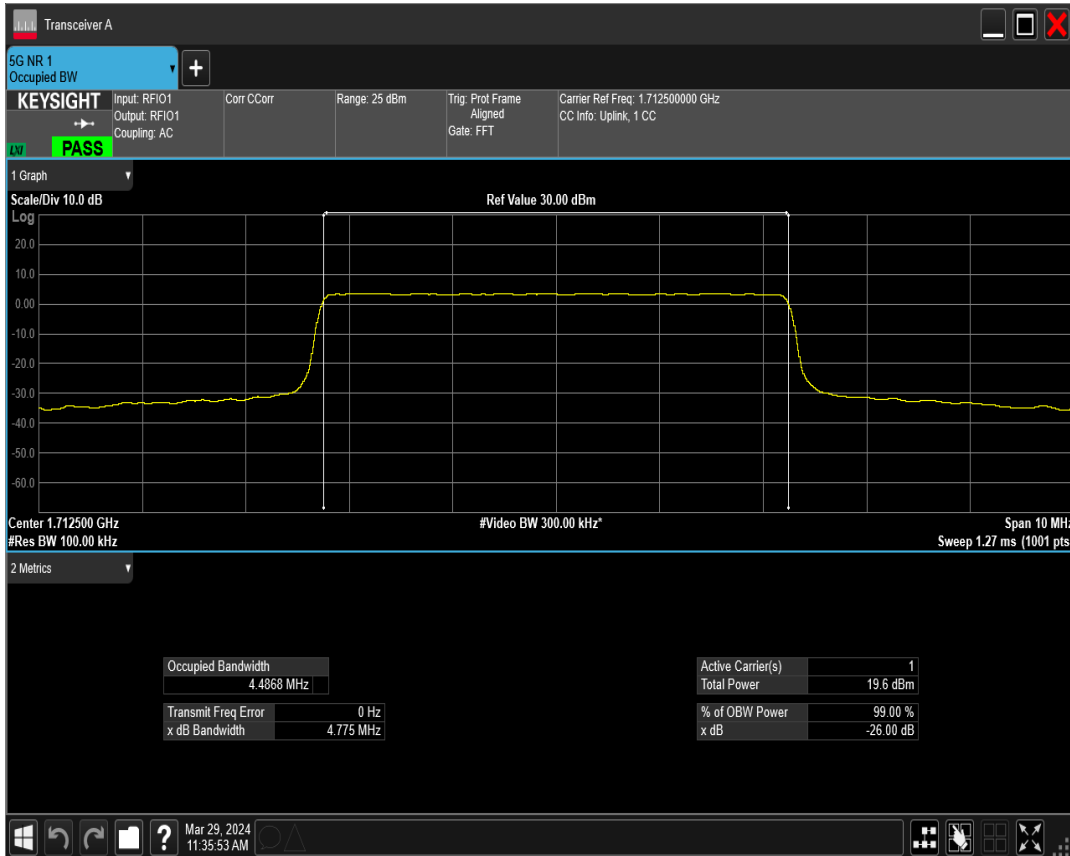 Transceiver A
5G NR 1
Occupied BW
+
KEYSIGHT
LXI
PASS
Input: RFIO1
Output: RFIO1
Coupling: AC
Corr CCorr
Range: 25 dBm
Trig: Prot Frame
Aligned
Gate: FFT
Carrier Ref Freq: 1.712500000 GHz
CC Info: Uplink, 1 CC
1 Graph
Scale/Div 10.0 dB
Ref Value 30.00 dBm
Log
20.0
10.0
0.00
-10.0
-20.0
-30.0
-40.0
-50.0
-60.0
Center 1.712500 GHz
#Video BW 300.00 kHz*
Span 10 MHz
#Res BW 100.00 kHz
Sweep 1.27 ms (1001 pts
2 Metrics
Occupied Bandwidth
4.4868 MHz
Transmit Freq Error 0 Hz
x dB Bandwidth 4.775 MHz
Active Carrier(s) 1
Total Power 19.6 dBm
% of OBW Power 99.00 %
x dB -26.00 dB
?
Mar 29, 2024
11:35:53 AM